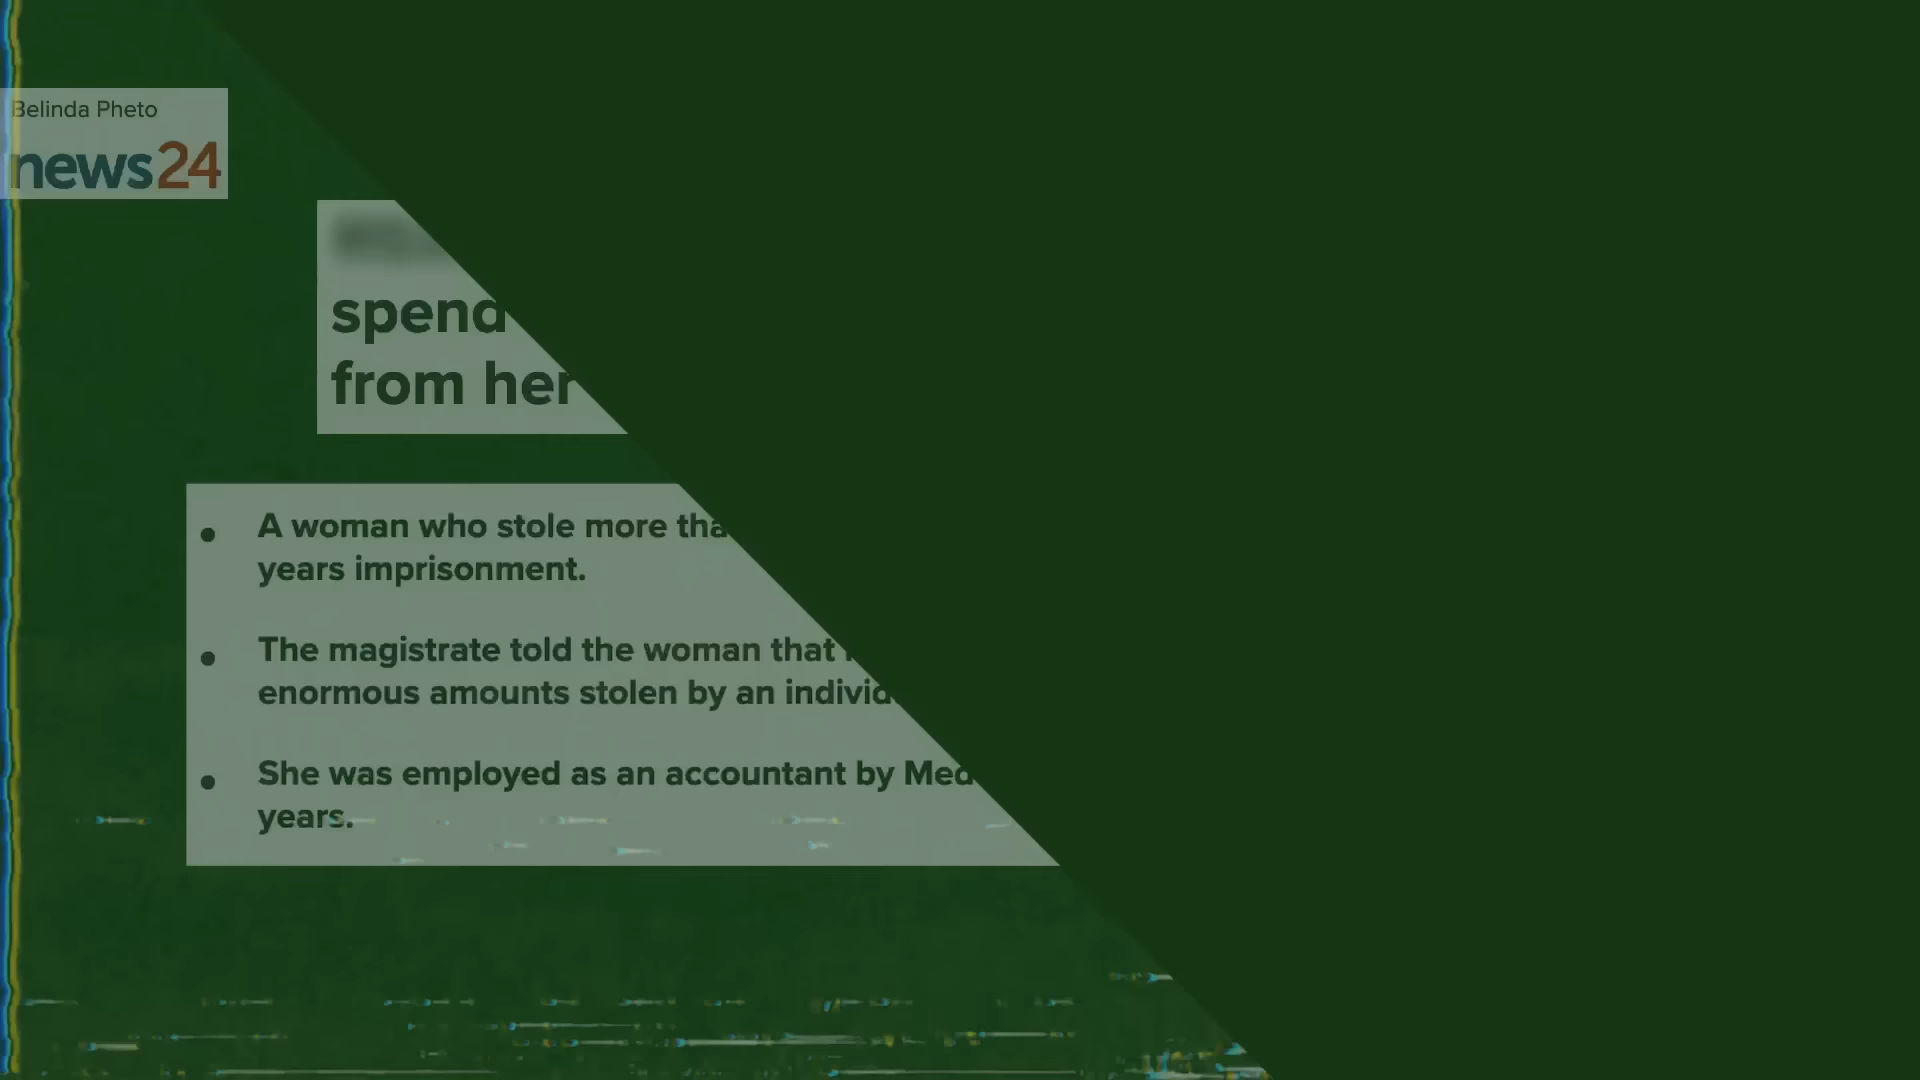 Belinda Pheto
news24
spend
from her
• A woman who stole more tha
years imprisonment.
• The magistrate told the woman that
enormous amounts stolen by an individ
• She was employed as an accountant by Med
years.